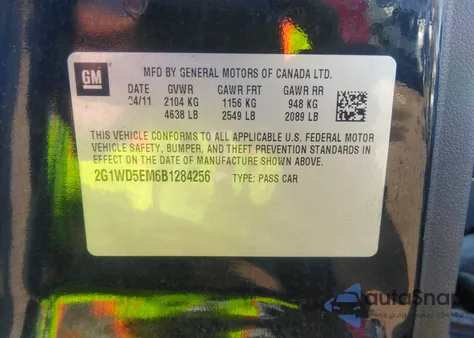 GM
MFD BY GENERAL MOTORS OF CANADA LTD.
DATE GVWR GAWR FRT GAWR RR
04/11 2104 KG 1156 KG 948 KG
4638 LB 2549 LB 2089 LB
THIS VEHICLE CONFORMS TO ALL APPLICABLE U.S. FEDERAL MOTOR
VEHICLE SAFETY, BUMPER, AND THEFT PREVENTION STANDARDS IN
EFFECT ON THE DATE OF MANUFACTURE SHOWN ABOVE.
2G1WD5EM6B1284256 TYPE: PASS CAR
autoSnap